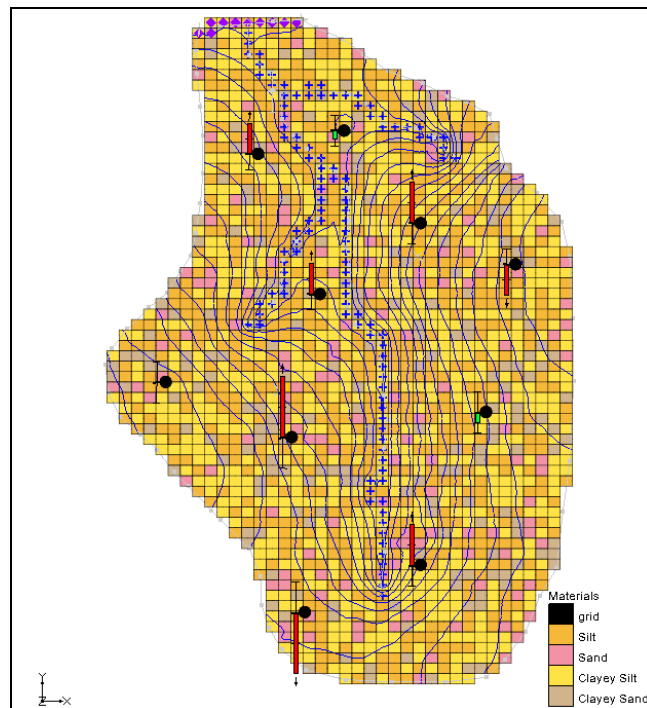 Materials
grid
Silt
Sand
Clayey Silt
Clayey Sand
Y
Z
X